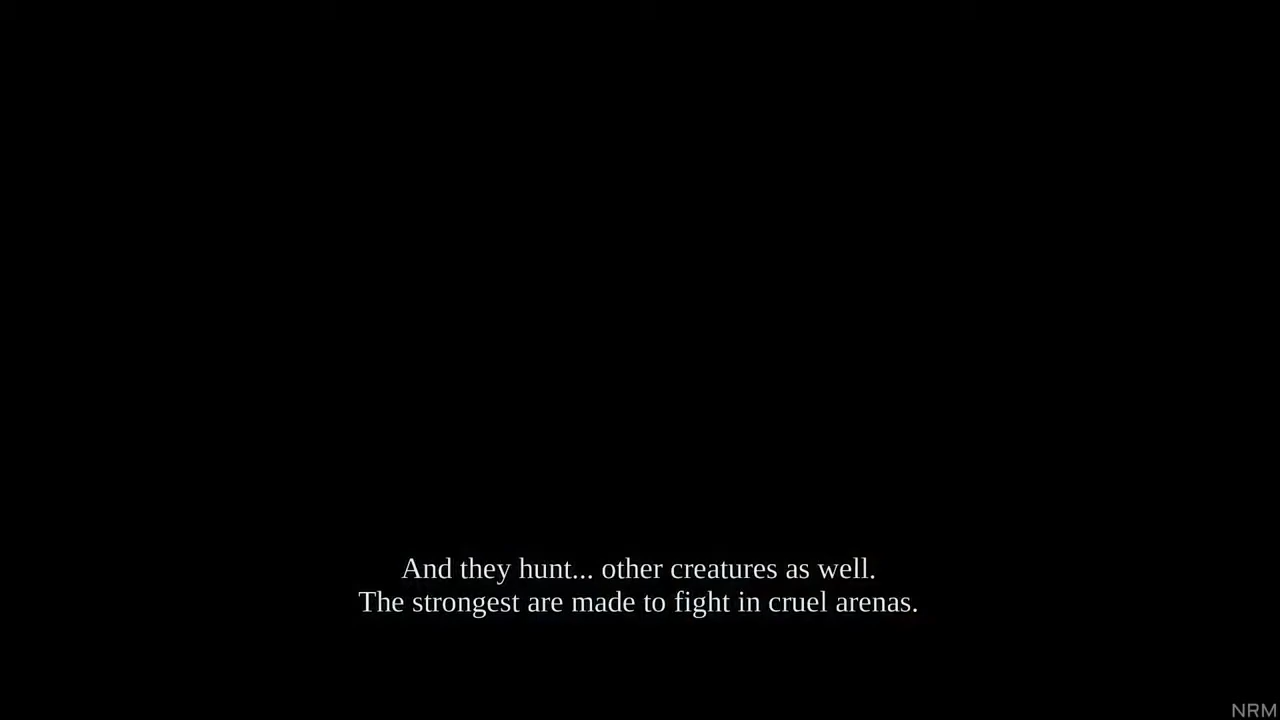 And they hunt... other creatures as well.
The strongest are made to fight in cruel arenas.
NRM